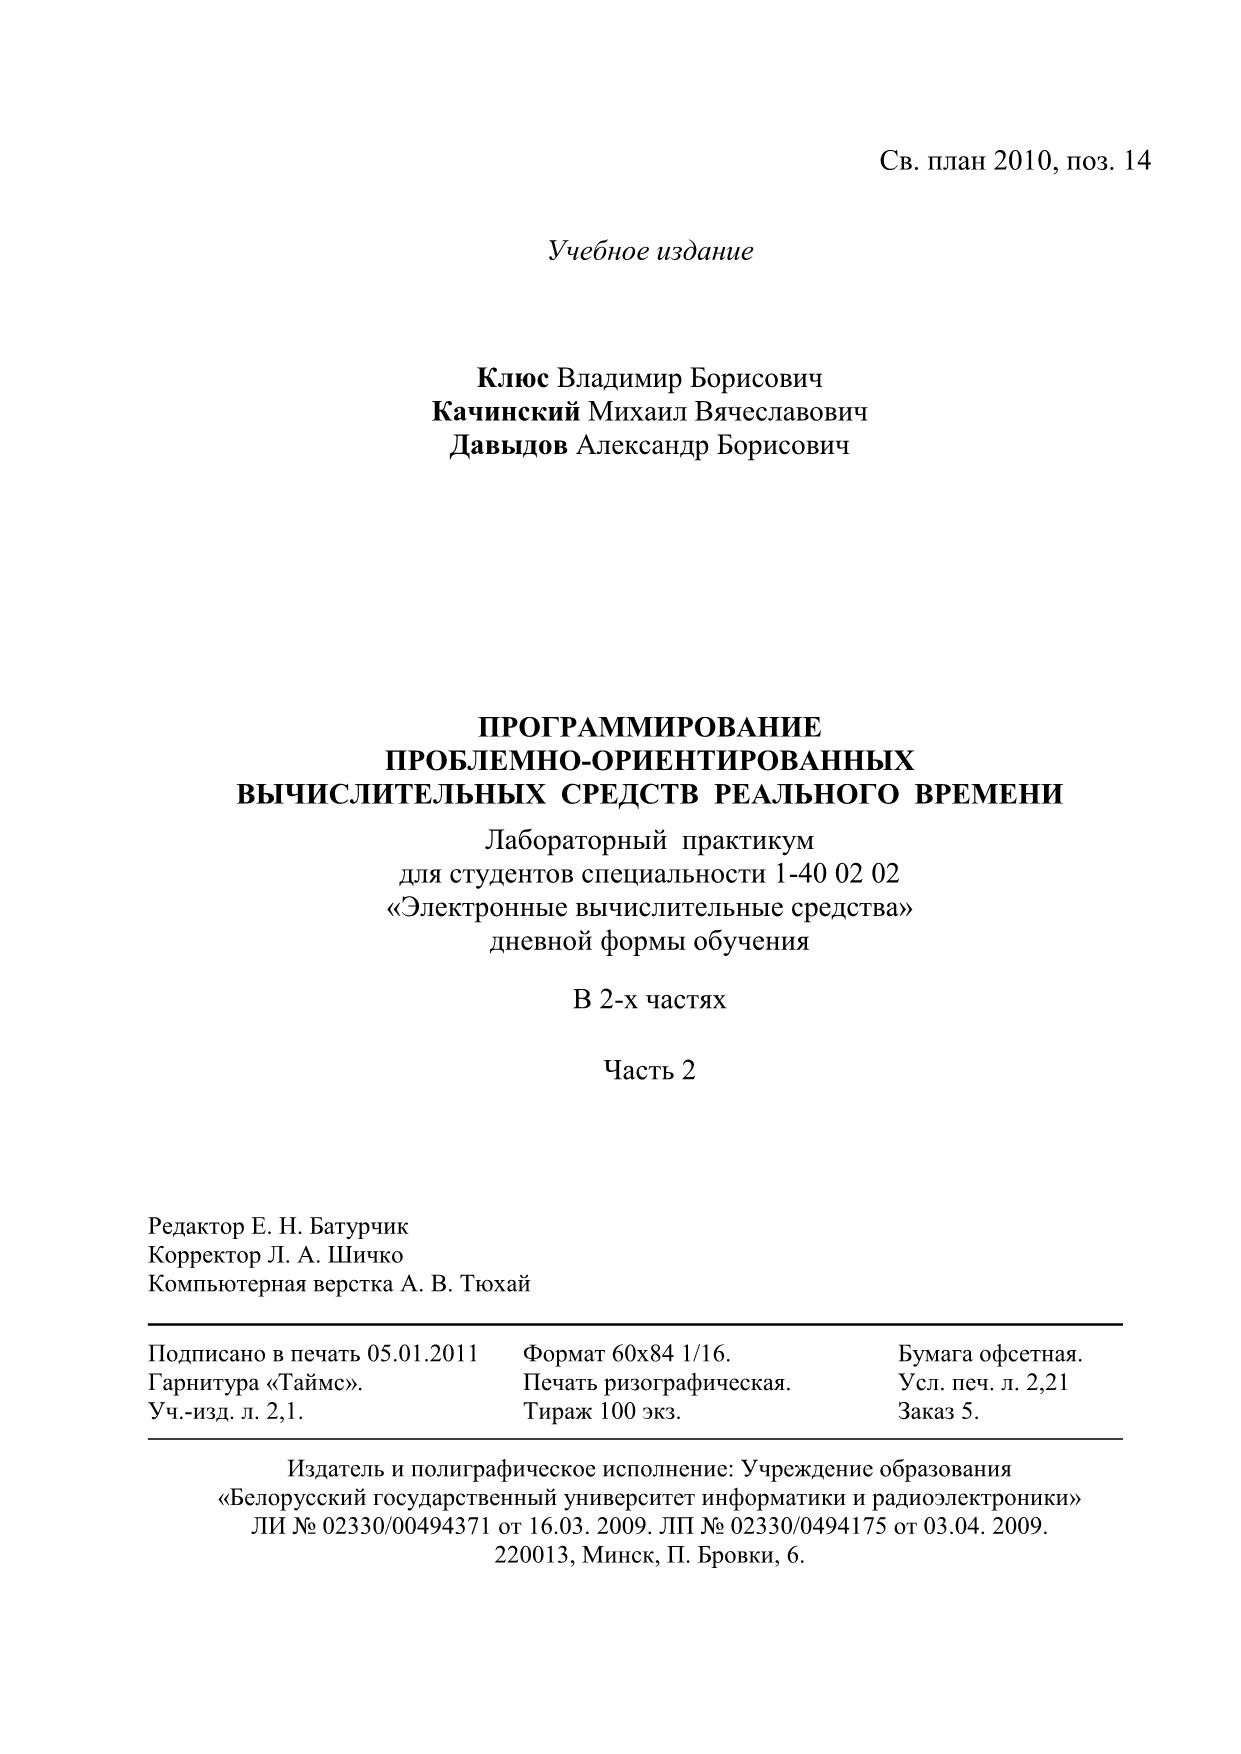 Св. план 2010, поз. 14
Учебное издание
Клюс Владимир Борисович
Качинский Михаил Вячеславович
Давыдов Александр Борисович
ПРОГРАММИРОВАНИЕ
ПРОБЛЕМНО-ОРИЕНТИРОВАННЫХ
ВЫЧИСЛИТЕЛЬНЫХ СРЕДСТВ РЕАЛЬНОГО ВРЕМЕНИ
Лабораторный практикум
для студентов специальности 1-40 02 02
«Электронные вычислительные средства»
дневной формы обучения
В 2-х частях
Часть 2
Редактор Е. Н. Батурчик
Корректор Л. А. Шичко
Компьютерная верстка А. В. Тюхай
Подписано в печать 05.01.2011 Формат 60х84 1/16. Бумага офсетная.
Гарнитура «Таймс». Печать ризографическая. Усл. печ. л. 2,21
Уч.-изд. л. 2,1. Тираж 100 экз. Заказ 5.
Издатель и полиграфическое исполнение: Учреждение образования
«Белорусский государственный университет информатики и радиоэлектроники»
ЛИ № 02330/00494371 от 16.03. 2009. ЛП № 02330/0494175 от 03.04. 2009.
220013, Минск, П. Бровки, 6.